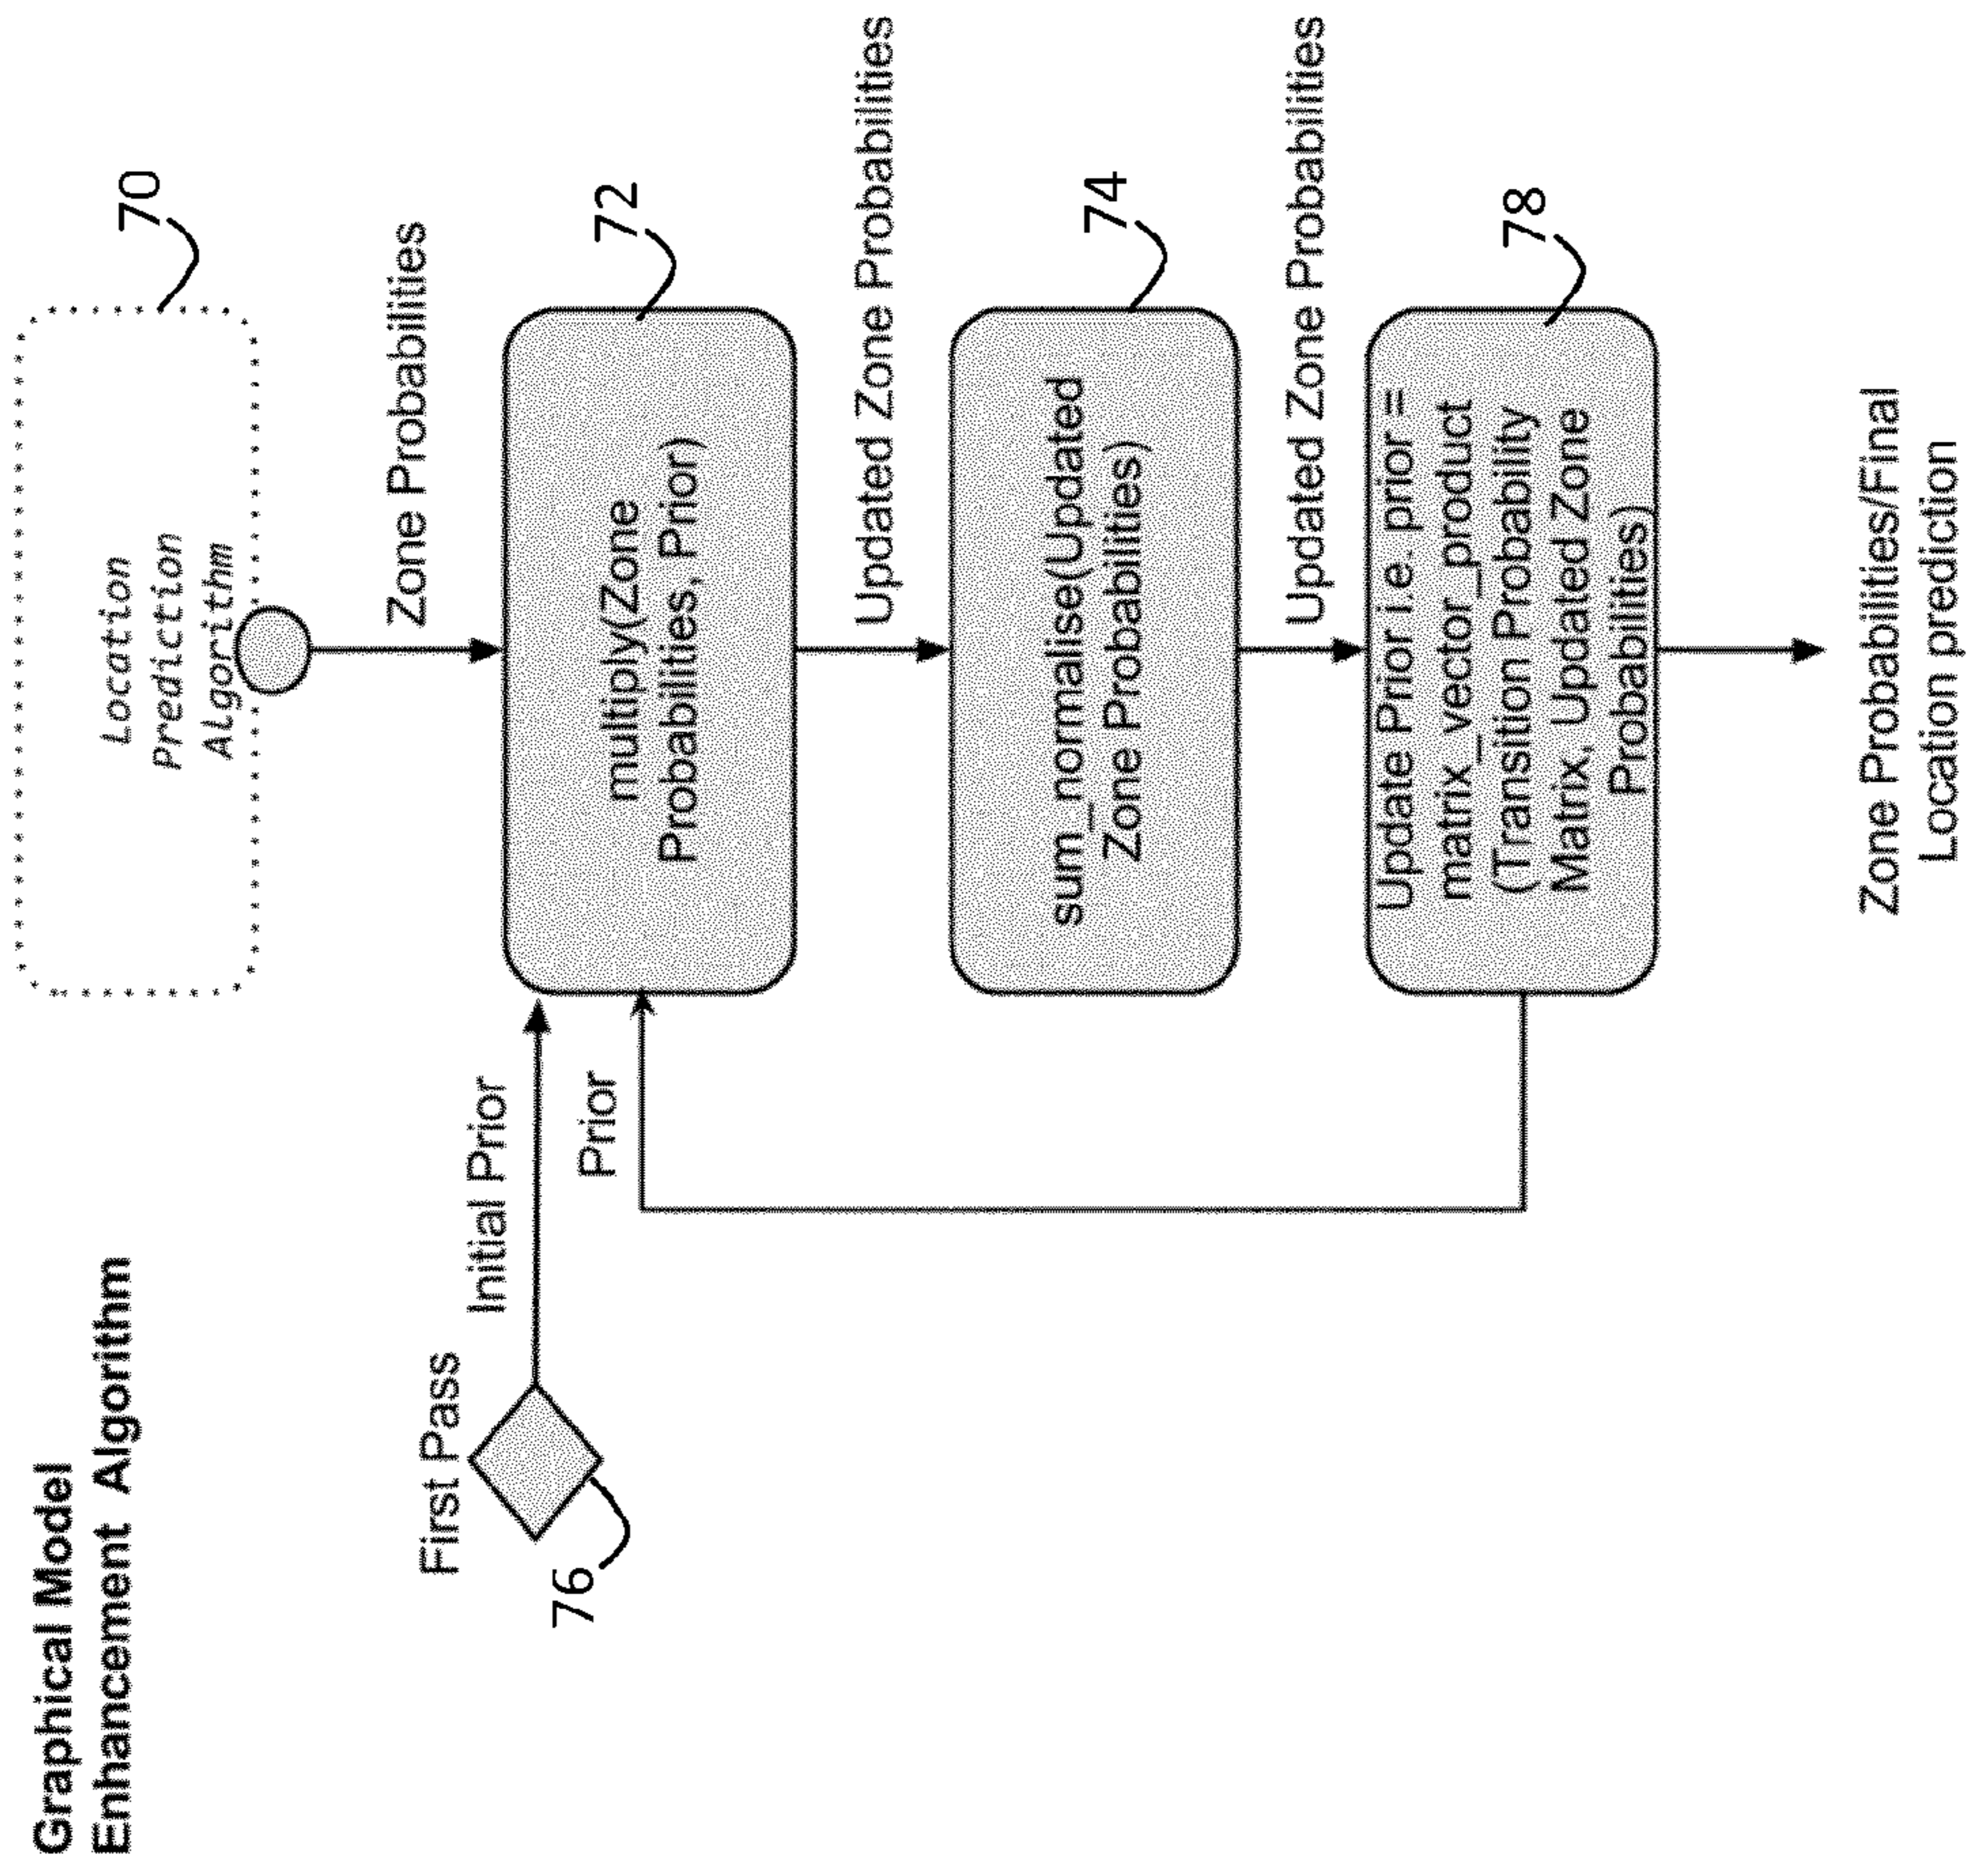 Graphical Model
Enhancement Algorithm
Location
Prediction
Algorithm
70
Zone Probabilities
First Pass
76
Initial Prior
Prior
multiply(Zone
Probabilities, Prior)
72
Updated Zone Probabilities
sum_normalise(Updated
Zone Probabilities)
74
Updated Zone Probabilities
Update Prior i.e. prior =
matrix_vector_product
(Transition Probability
Matrix, Updated Zone
Probabilities)
78
Zone Probabilities/Final
Location prediction